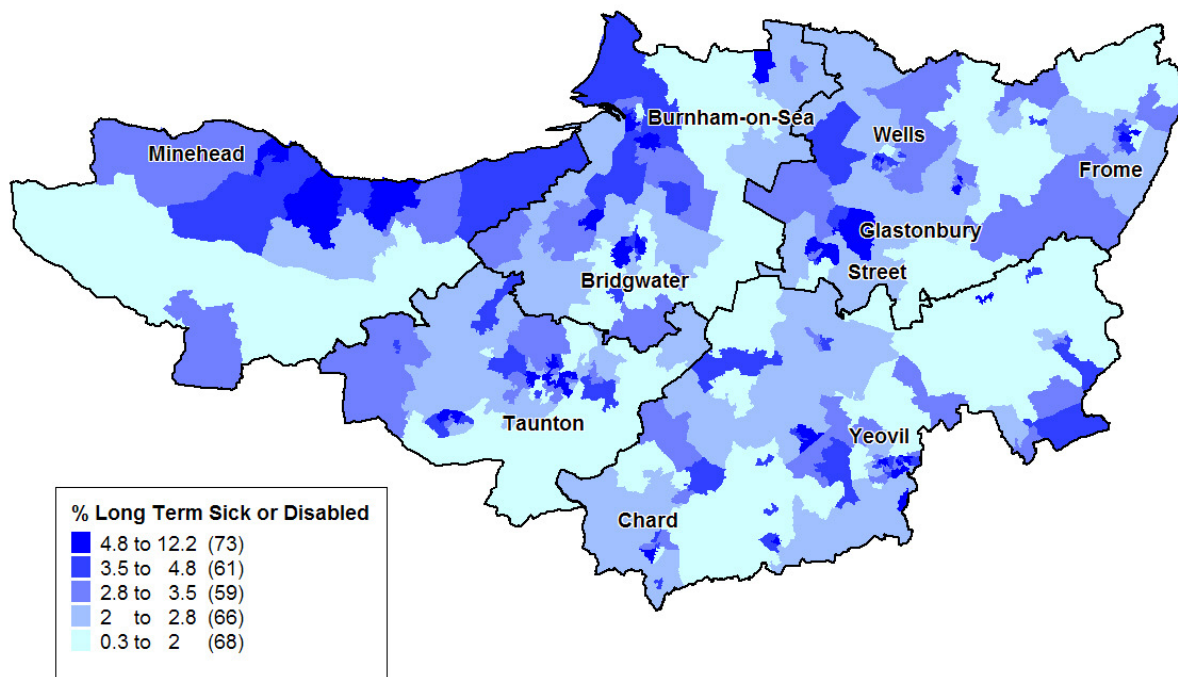 Burnham-on-Sea
Minehead
Wells
Frome
Glastonbury
Street
Bridgwater
Taunton
Yeovil
Chard
% Long Term Sick or Disabled
4.8 to 12.2 (73)
3.5 to 4.8 (61)
2.8 to 3.5 (59)
2 to 2.8 (66)
0.3 to 2 (68)